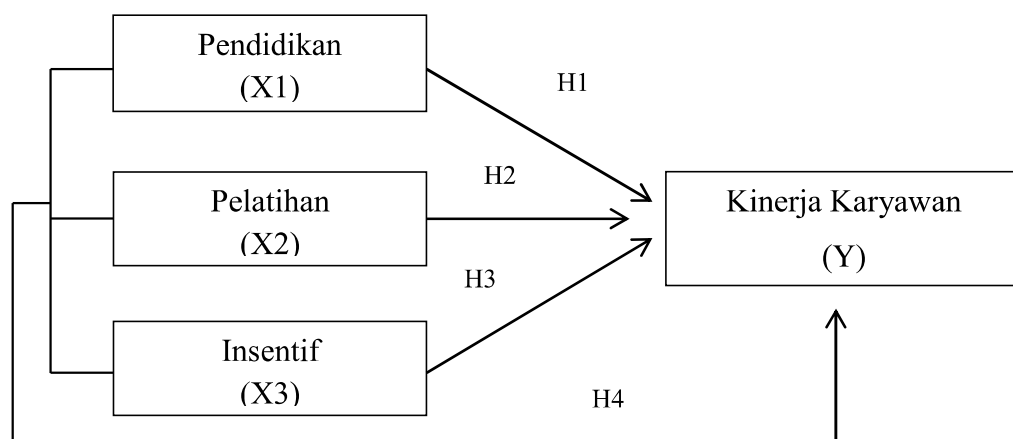 Pendidikan
(X1)
H1
Pelatihan
(X2)
H2
Kinerja Karyawan
(Y)
H3
Insentif
(X3)
H4